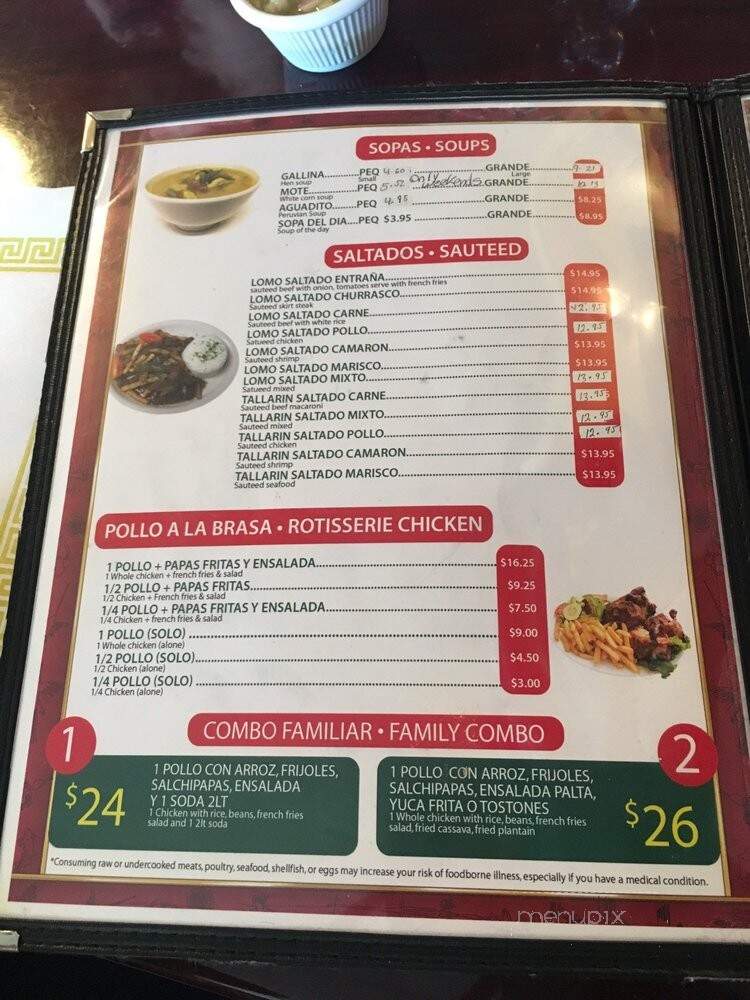 SOPAS • SOUPS
GALLINA..........PEQ 4.60 ..........GRANDE.......... 9.21
Hen soup Small Large
MOTE..........PEQ 5.52 only weekends GRANDE.......... 10.13
White corn soup
AGUADITO..........PEQ 4.95 ..........GRANDE.......... $8.25
Peruvian Soup
SOPA DEL DIA....PEQ $3.95 ..........GRANDE.......... $8.95
Soup of the day
SALTADOS • SAUTEED
LOMO SALTADO ENTRAÑA.......... $14.95
sauteed beef with onion, tomatoes serve with french fries
LOMO SALTADO CHURRASCO.......... $14.95
Sauteed skirt steak
LOMO SALTADO CARNE.......... 12.95
Sauteed beef with white rice
LOMO SALTADO POLLO.......... 12.95
Satueed chicken
LOMO SALTADO CAMARON.......... $13.95
Sauteed shrimp
LOMO SALTADO MARISCO.......... $13.95
LOMO SALTADO MIXTO.......... 13.95
Satueed mixed
TALLARIN SALTADO CARNE.......... 13.95
Sauteed beef macaroni
TALLARIN SALTADO MIXTO.......... 12.95
Sauteed mixed
TALLARIN SALTADO POLLO.......... 12.95
Sauteed chicken
TALLARIN SALTADO CAMARON.......... $13.95
Sauteed shrimp
TALLARIN SALTADO MARISCO.......... $13.95
Sauteed seafood
POLLO A LA BRASA • ROTISSERIE CHICKEN
1 POLLO + PAPAS FRITAS Y ENSALADA.......... $16.25
1 Whole chicken + french fries & salad
1/2 POLLO + PAPAS FRITAS.......... $9.25
1/2 Chicken + French fries & salad
1/4 POLLO + PAPAS FRITAS Y ENSALADA.......... $7.50
1/4 Chicken + french fries & salad
1 POLLO (SOLO) .......... $9.00
1 Whole chicken (alone)
1/2 POLLO (SOLO).......... $4.50
1/2 Chicken (alone)
1/4 POLLO (SOLO) .......... $3.00
1/4 Chicken (alone)
COMBO FAMILIAR • FAMILY COMBO
1
$24
1 POLLO CON ARROZ, FRIJOLES,
SALCHIPAPAS, ENSALADA
Y 1 SODA 2LT
1 Chicken with rice, beans, french fries
salad and 1 2lt soda
2
1 POLLO CON ARROZ, FRIJOLES,
SALCHIPAPAS, ENSALADA PALTA,
YUCA FRITA O TOSTONES
1 Whole chicken with rice, beans, french fries
salad, fried cassava, fried plantain
$26
*Consuming raw or undercooked meats, poultry, seafood, shellfish, or eggs may increase your risk of foodborne illness, especially if you have a medical condition.
menupix